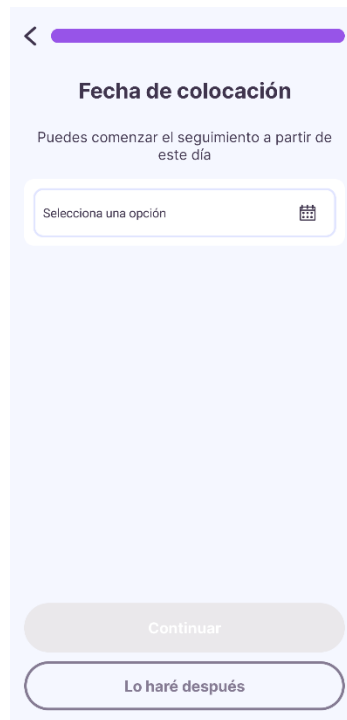 Fecha de colocación
Puedes comenzar el seguimiento a partir de
este día
Selecciona una opción
Continuar
Lo haré después